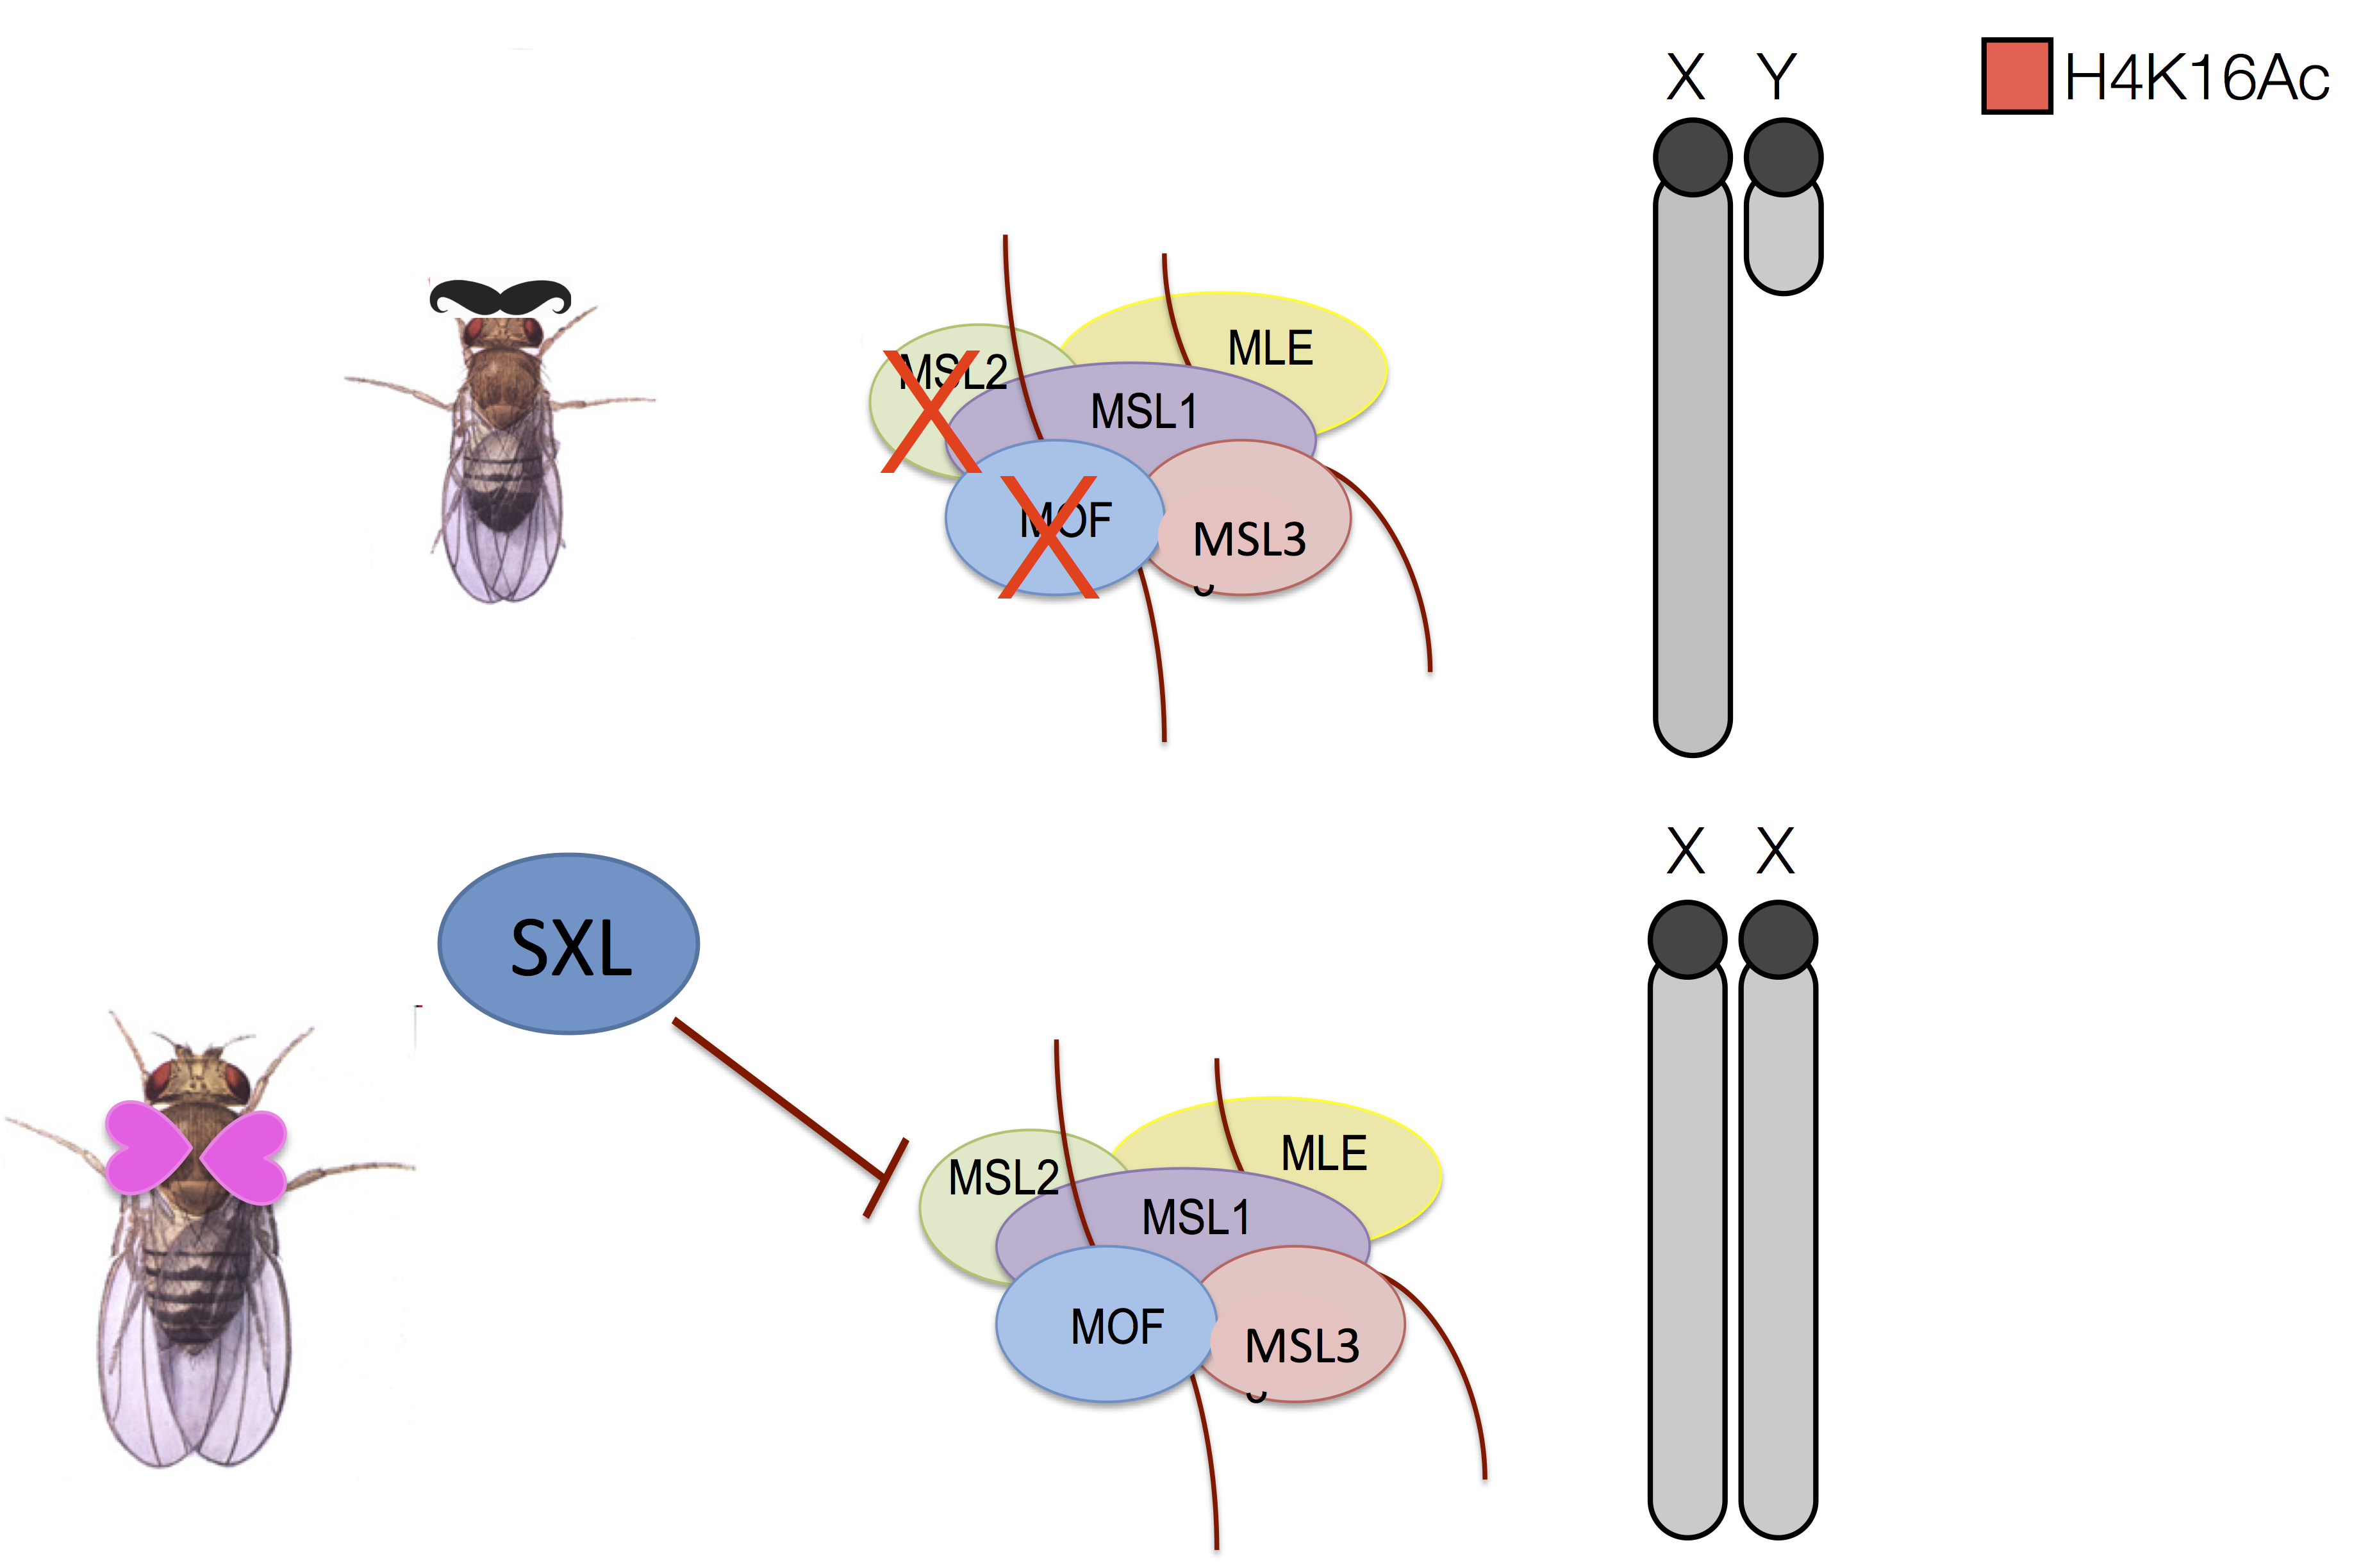 X Y
H4K16Ac
MSL2
MLE
MSL1
MOF
MSL3
X X
SXL
MSL2
MLE
MSL1
MOF
MSL3